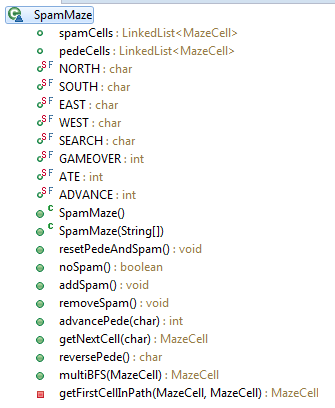 SpamMaze
spamCells : LinkedList<MazeCell>
pedeCells : LinkedList<MazeCell>
S F NORTH : char
S F SOUTH : char
S F EAST : char
S F WEST : char
S F SEARCH : char
S F GAMEOVER : int
S F ATE : int
S F ADVANCE : int
C SpamMaze()
C SpamMaze(String[])
resetPedeAndSpam() : void
noSpam() : boolean
addSpam() : void
removeSpam() : void
advancePede(char) : int
getNextCell(char) : MazeCell
reversePede() : char
multiBFS(MazeCell) : MazeCell
getFirstCellInPath(MazeCell, MazeCell) : MazeCell